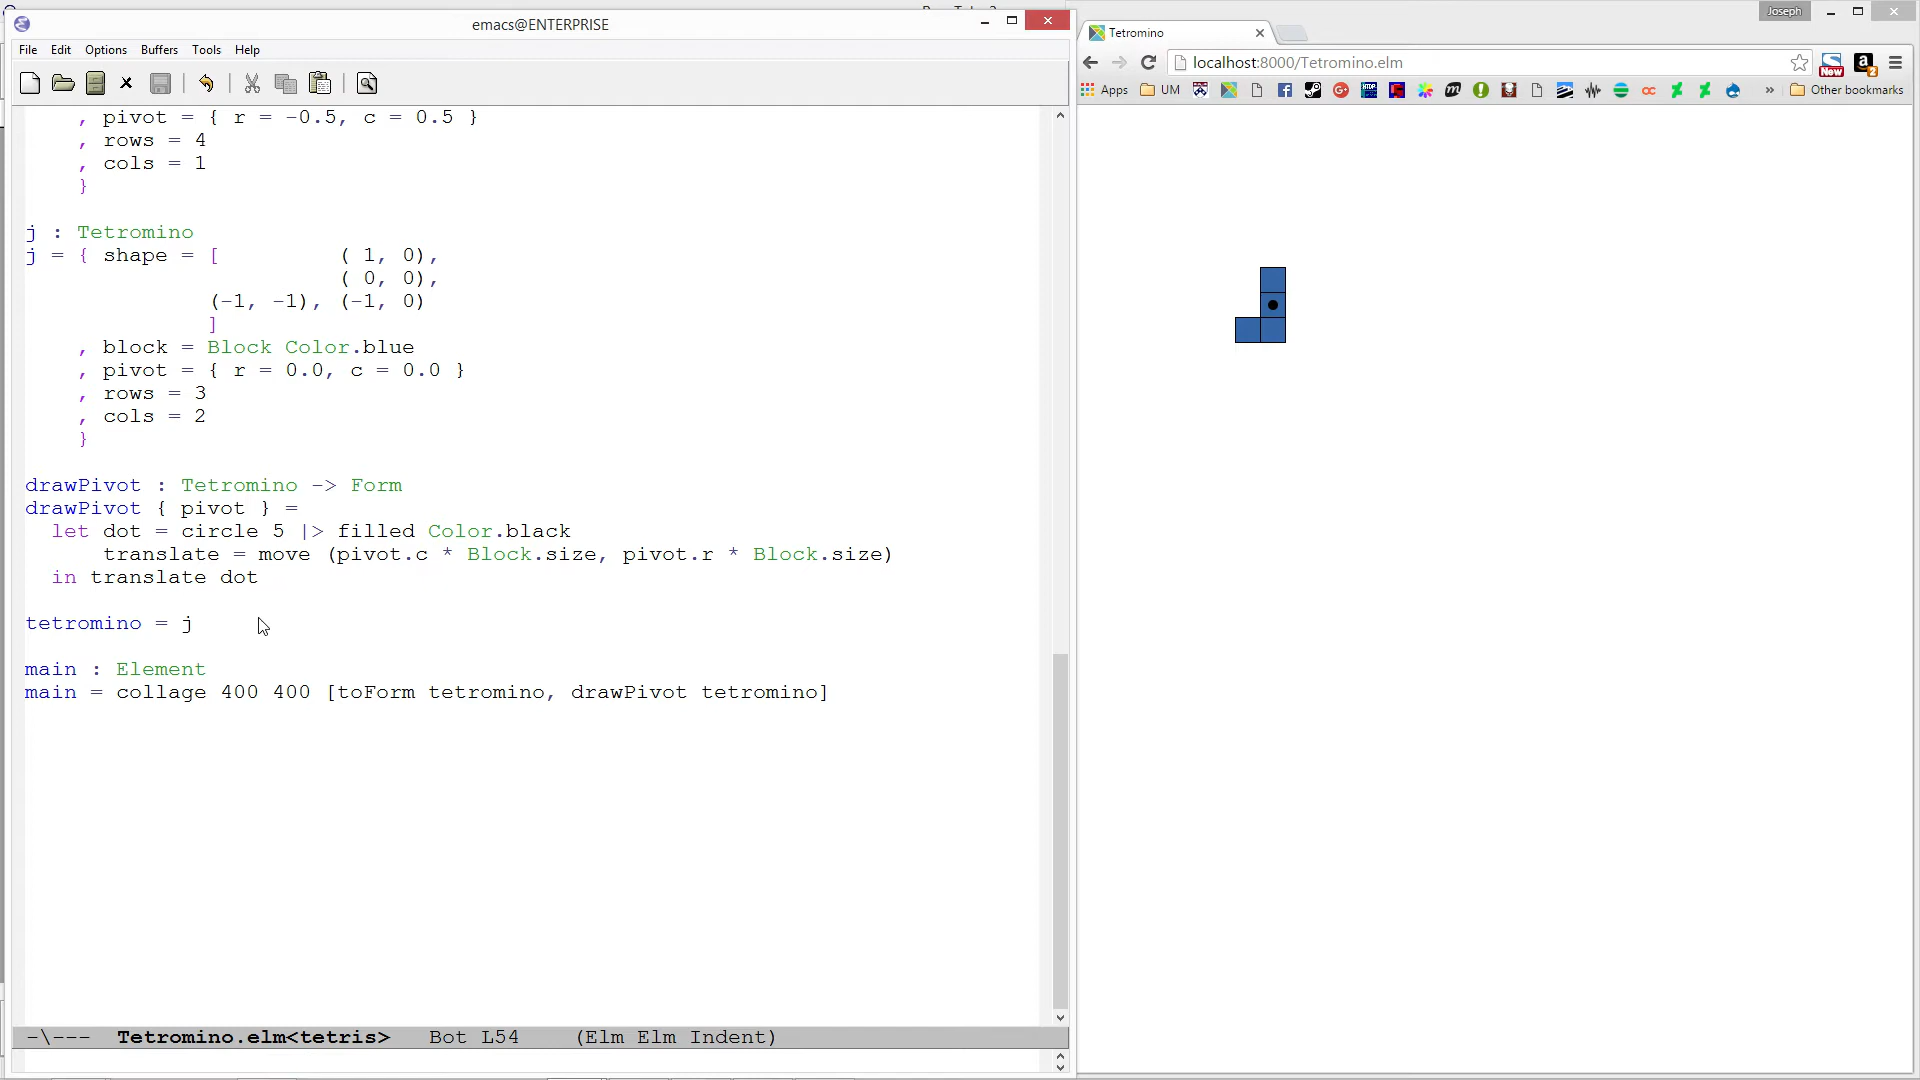 emacs@ENTERPRISE
File Edit Options Buffers Tools Help
, pivot = { r = -0.5, c = 0.5 }
, rows = 4
, cols = 1
}
j : Tetromino
j = { shape = [ ( 1, 0),
( 0, 0),
(-1, -1), (-1, 0)
]
, block = Block Color.blue
, pivot = { r = 0.0, c = 0.0 }
, rows = 3
, cols = 2
}
drawPivot : Tetromino -> Form
drawPivot { pivot } =
let dot = circle 5 |> filled Color.black
translate = move (pivot.c * Block.size, pivot.r * Block.size)
in translate dot
tetromino = j
main : Element
main = collage 400 400 [toForm tetromino, drawPivot tetromino]
-\--- Tetromino.elm<tetris> Bot L54 (Elm Elm Indent)
Joseph
Tetromino
localhost:8000/Tetromino.elm
New
a 2
Apps UM » Other bookmarks